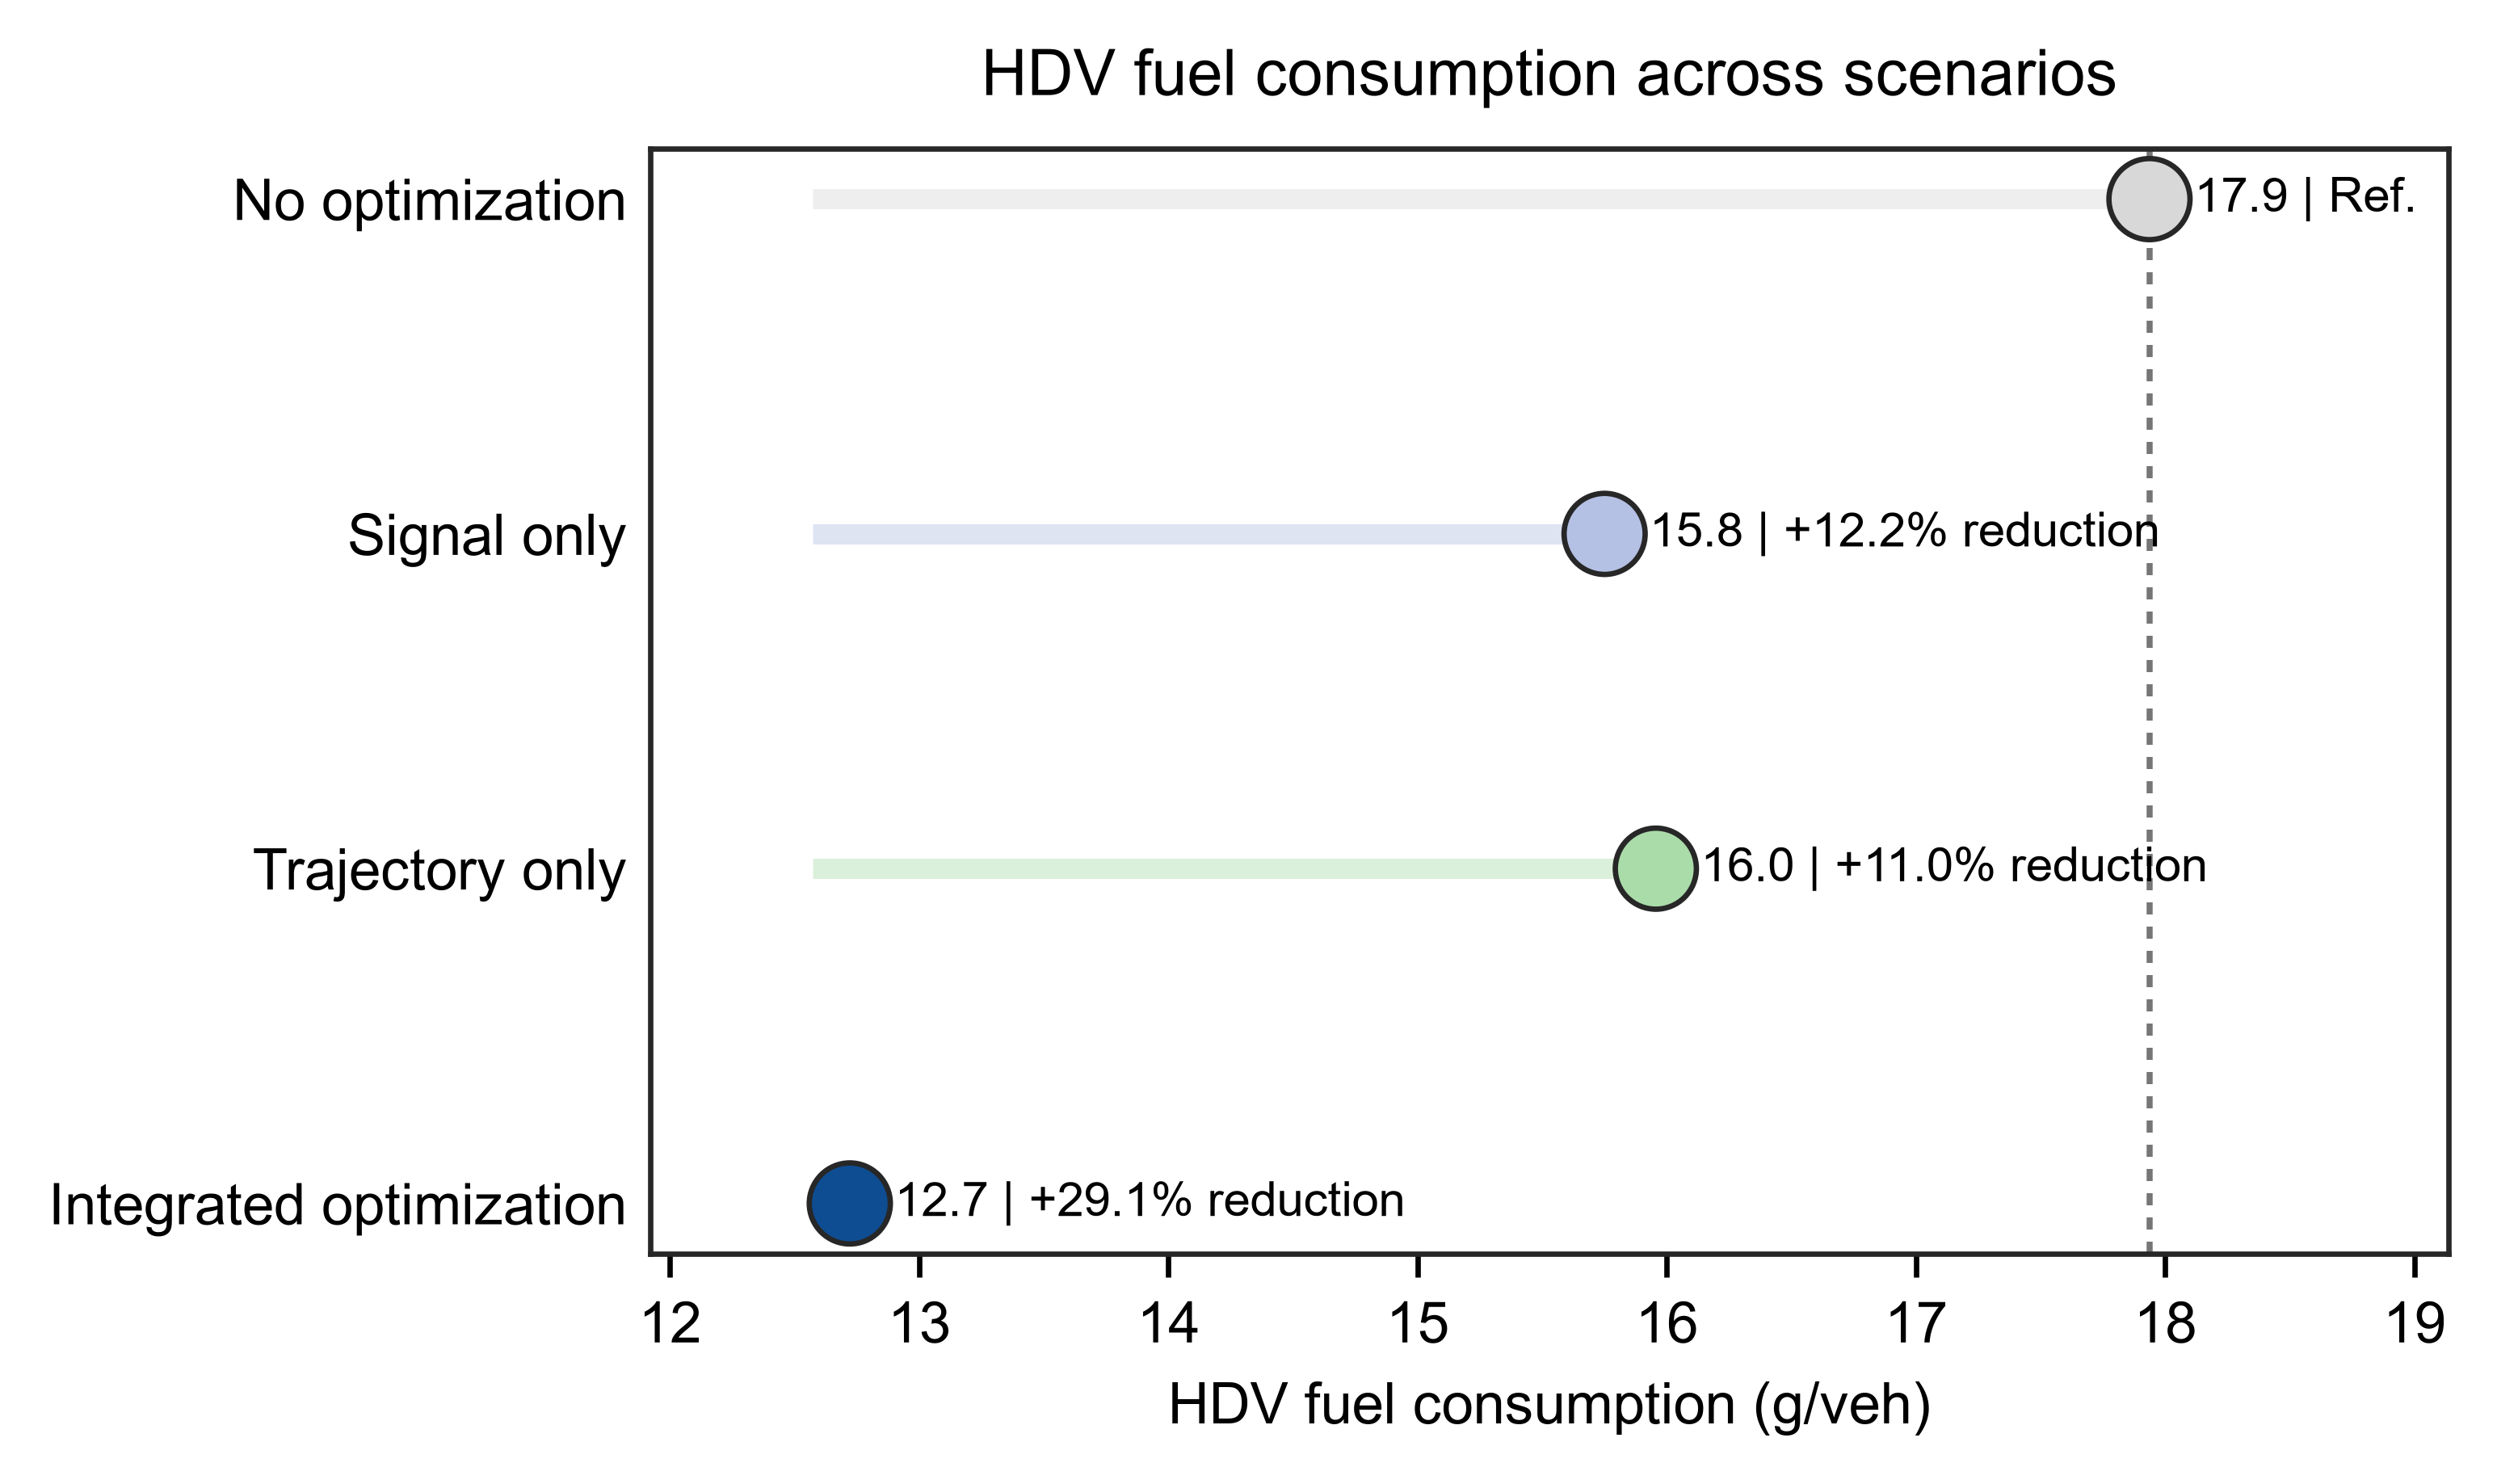 HDV fuel consumption across scenarios
No optimization
17.9 | Ref.
Signal only
15.8 | +12.2% reduction
Trajectory only
16.0 | +11.0% reduction
Integrated optimization
12.7 | +29.1% reduction
12 13 14 15 16 17 18 19
HDV fuel consumption (g/veh)